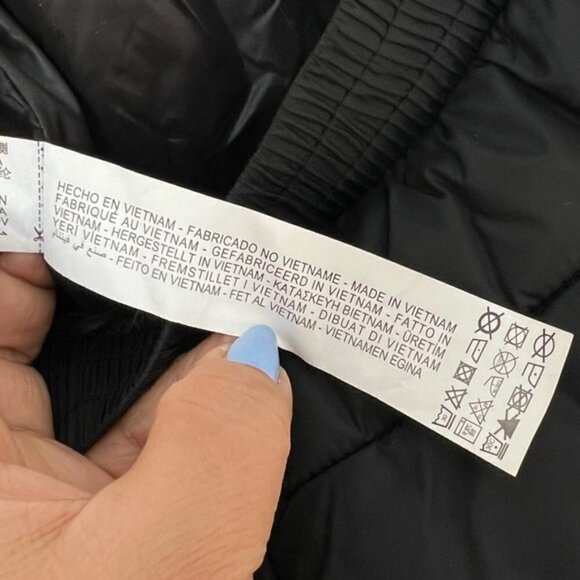 HECHO EN VIETNAM - FABRICADO NO VIETNAME - MADE IN VIETNAM
FABRIQUÉ AU VIETNAM - GEFABRICEERD IN VIETNAM - FATTO IN
VIETNAM - HERGESTELLT IN VIETNAM - ΚΑΤΑΣΚΕΥΗ ΒΙΕΤΝΑΜ - ÜRETİM
YERİ VIETNAM - FREMSTILLET I VIETNAM - DIBUAT DI VIETNAM
صنع في فيتنام - FEITO EN VIETNAM - FET AL VIETNAM - VIETNAMEN EGINA